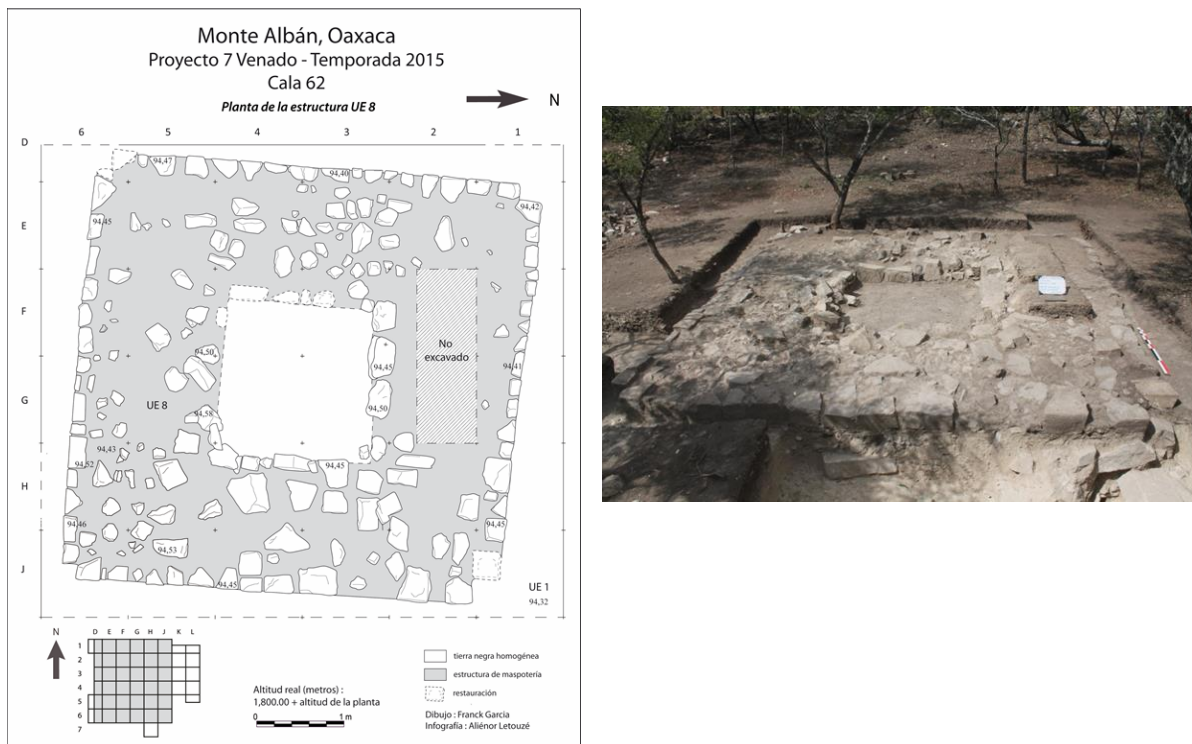 Monte Albán, Oaxaca
Proyecto 7 Venado - Temporada 2015
Cala 62
Planta de la estructura UE 8
N
6 5 4 3 2 1
D
94,47
94,40
94,42
94,45
E
F
No
excavado
94,50
94,45
94,41
G
UE 8
94,50
94,58
94,43
94,52
94,45
H
94,46
94,45
94,53
J
94,45
UE 1
94,32
N
D E F G H J K L
1
2
3
4
5
6
7
tierra negra homogénea
estructura de maspotería
restauración
Altitud real (metros) :
1,800.00 + altitud de la planta
0 1 m
Dibujo : Franck Garcia
Infografía : Aliénor Letouzé